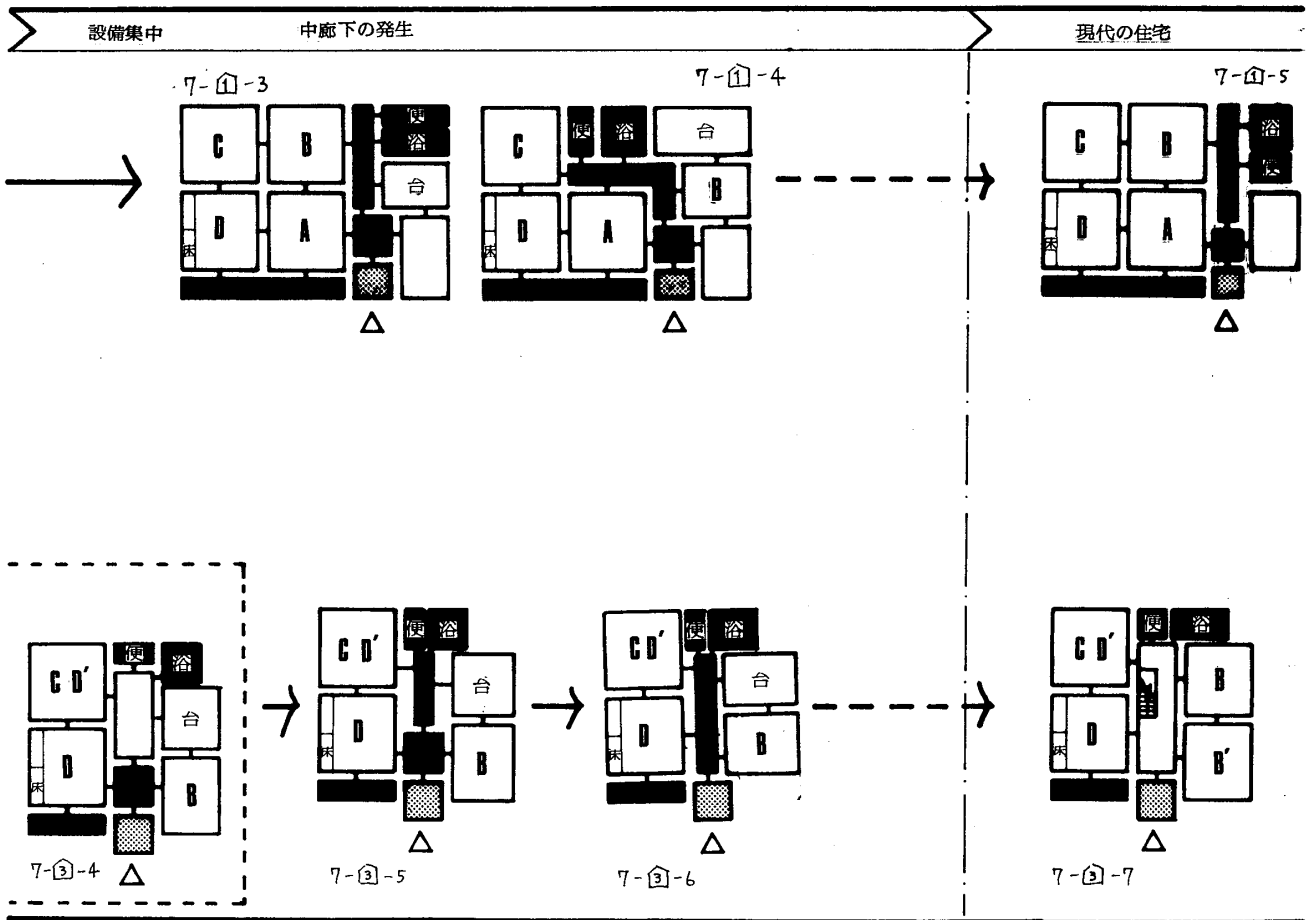 設備集中 中廊下の発生 現代の住宅
7-1-3
C B 便
浴
台
D A
床
△
7-1-4
C 便 浴 台
B
D A
床
△
7-1-5
C B 浴
便
D A
床
△
C D' 便 浴
台
D B
床
7-3-4 △
C D' 便 浴
台
D B
床
△
7-3-5
C D' 便 浴
台
D B
床
△
7-3-6
C D' 便 浴
B
D B'
床
△
7-3-7